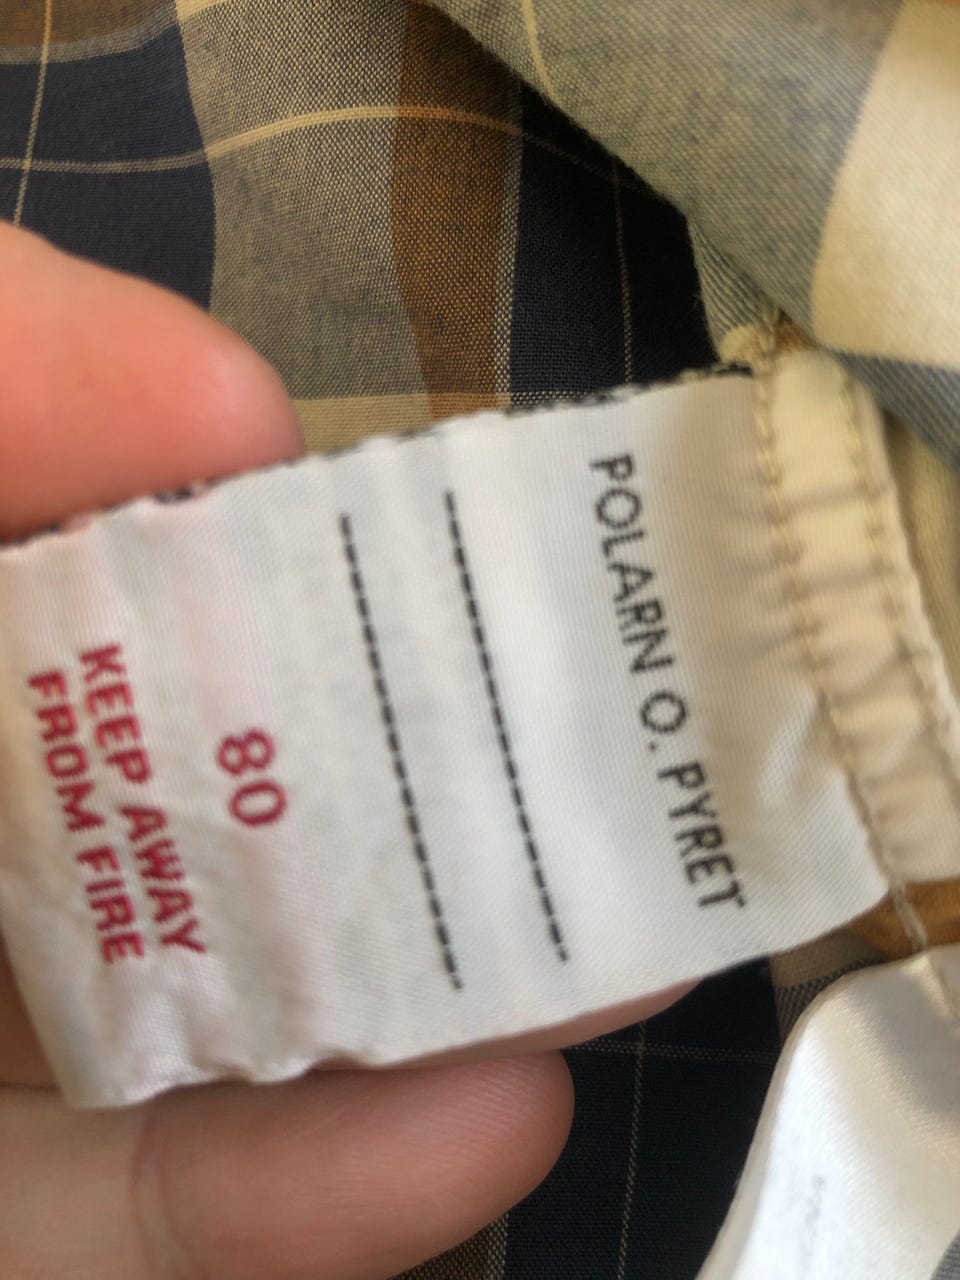 POLARN O. PYRET
80
KEEP AWAY
FROM FIRE